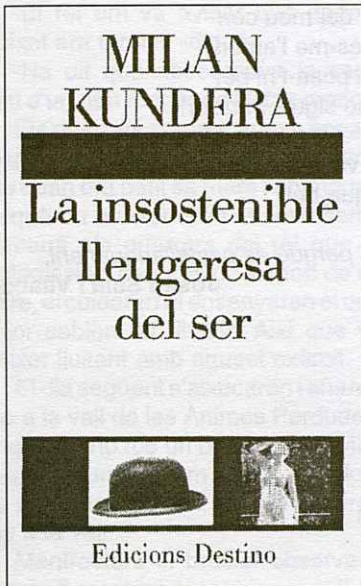 MILAN
KUNDERA
La insostenible
lleugeresa
del ser
Edicions Destino